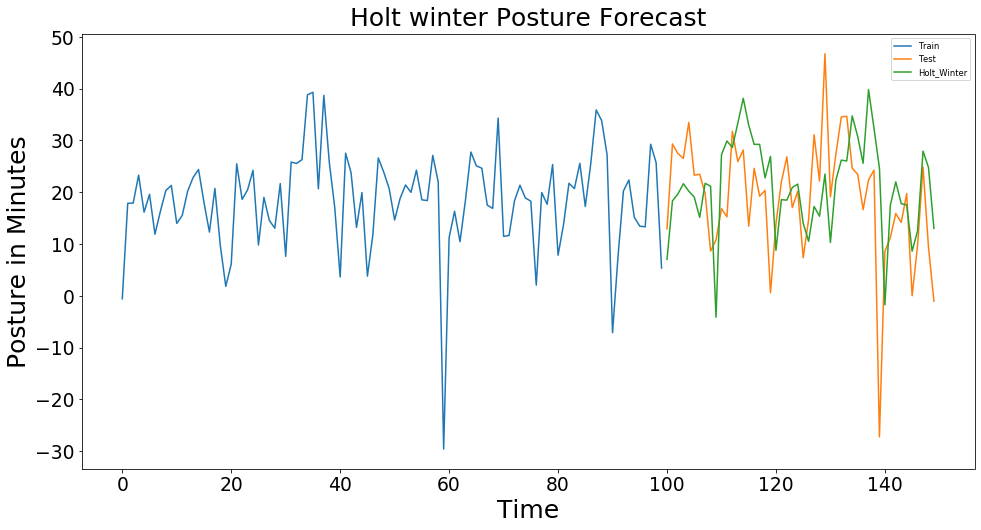 Holt winter Posture Forecast
Train
Test
Holt_Winter
Posture in Minutes
50
40
30
20
10
0
−10
−20
−30
0 20 40 60 80 100 120 140
Time